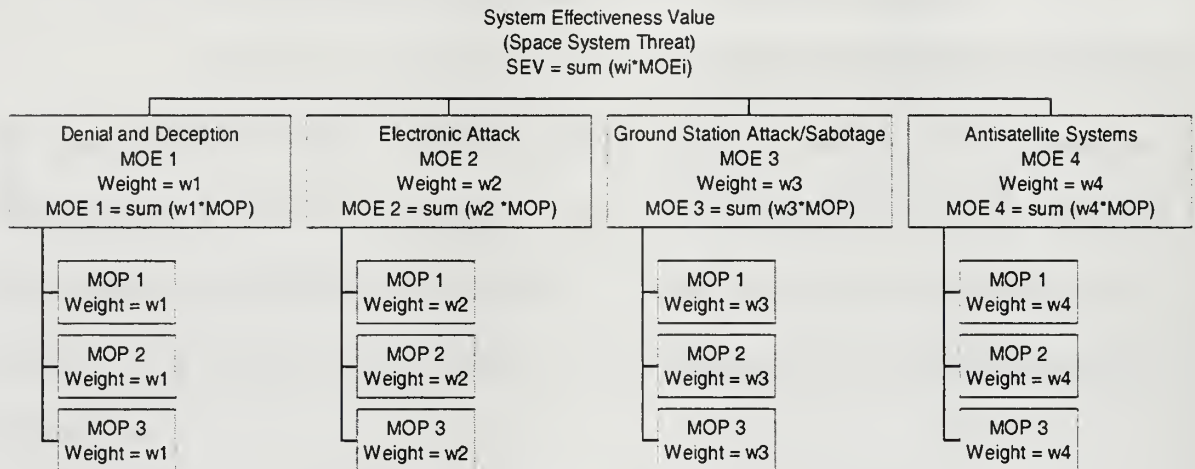 System Effectiveness Value
(Space System Threat)
SEV = sum (wi*MOEi)
Denial and Deception
MOE 1
Weight = w1
MOE 1 = sum (w1*MOP)
MOP 1
Weight = w1
MOP 2
Weight = w1
MOP 3
Weight = w1
Electronic Attack
MOE 2
Weight = w2
MOE 2 = sum (w2 *MOP)
MOP 1
Weight = w2
MOP 2
Weight = w2
MOP 3
Weight = w2
Ground Station Attack/Sabotage
MOE 3
Weight = w3
MOE 3 = sum (w3*MOP)
MOP 1
Weight = w3
MOP 2
Weight = w3
MOP 3
Weight = w3
Antisatellite Systems
MOE 4
Weight = w4
MOE 4 = sum (w4*MOP)
MOP 1
Weight = w4
MOP 2
Weight = w4
MOP 3
Weight = w4